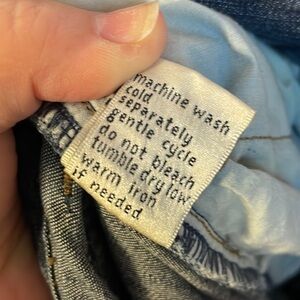 machine wash
cold
separately
gentle cycle
do not bleach
tumble dry low
warm iron
if needed